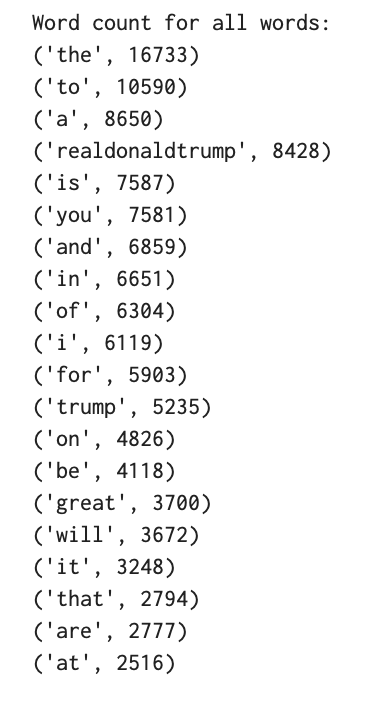 Word count for all words:
('the', 16733)
('to', 10590)
('a', 8650)
('realdonaldtrump', 8428)
('is', 7587)
('you', 7581)
('and', 6859)
('in', 6651)
('of', 6304)
('i', 6119)
('for', 5903)
('trump', 5235)
('on', 4826)
('be', 4118)
('great', 3700)
('will', 3672)
('it', 3248)
('that', 2794)
('are', 2777)
('at', 2516)